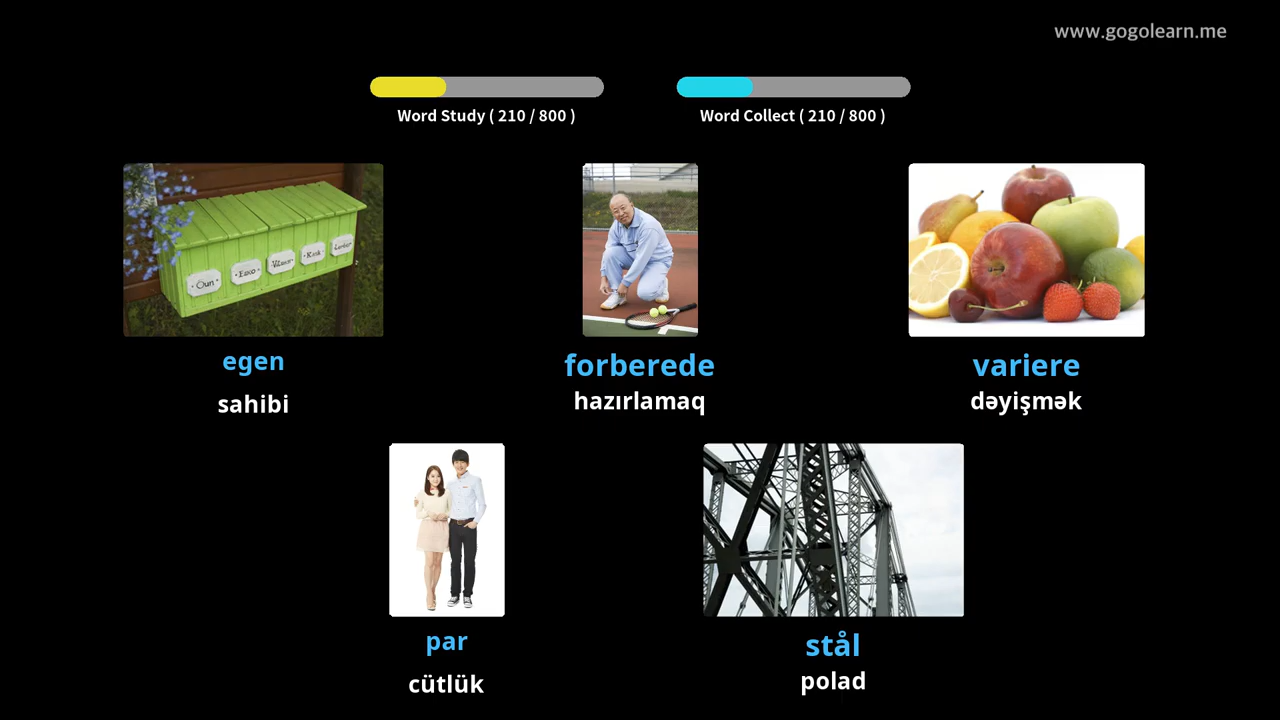 www.gogolearn.me
Word Study ( 210 / 800 )
Word Collect ( 210 / 800 )
egen
sahibi
forberede
hazırlamaq
variere
dəyişmək
par
cütlük
stål
polad